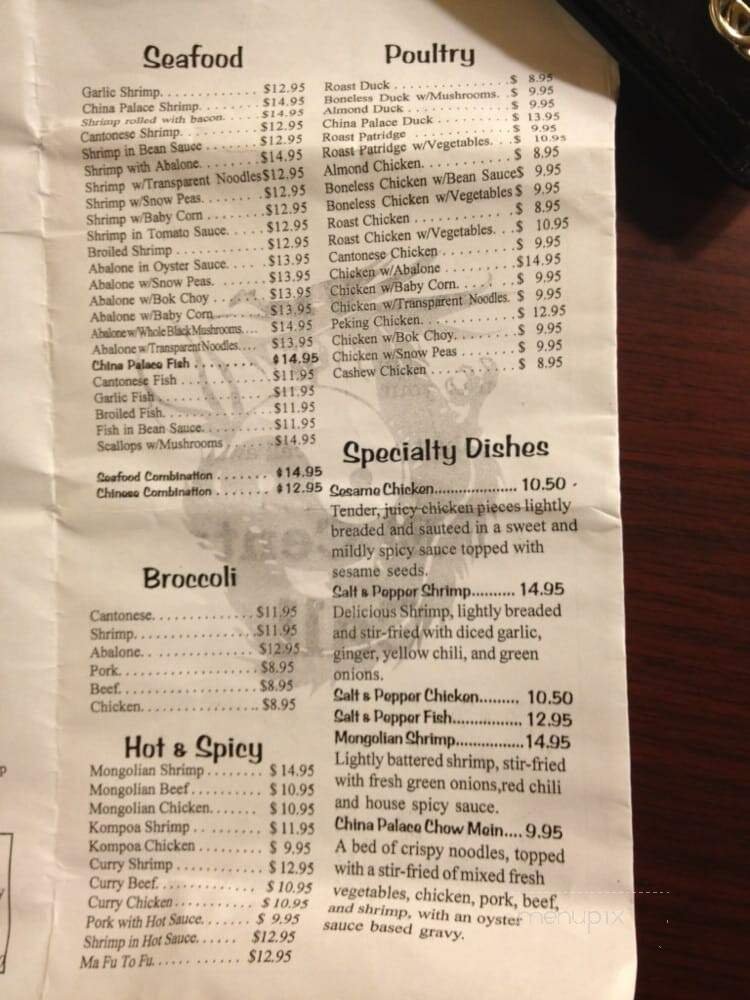 Seafood
Garlic Shrimp. . . . . . . . . . . . $12.95
China Palace Shrimp. . . . . . . . $14.95
Shrimp rolled with bacon. . . . . . $14.95
Cantonese Shrimp. . . . . . . . . . $12.95
Shrimp in Bean Sauce . . . . . . . $12.95
Shrimp with Abalone. . . . . . . . $14.95
Shrimp w/Transparent Noodles $12.95
Shrimp w/Snow Peas. . . . . . . . $12.95
Shrimp w/Baby Corn . . . . . . . . $12.95
Shrimp in Tomato Sauce. . . . . $12.95
Broiled Shrimp . . . . . . . . . . . . $12.95
Abalone in Oyster Sauce. . . . . $13.95
Abalone w/Snow Peas. . . . . . . $13.95
Abalone w/Bok Choy . . . . . . . $13.95
Abalone w/Baby Corn. . . . . . . $13.95
Abalone w/Whole Black Mushrooms. . . . $14.95
Abalone w/Transparent Noodles. . . . $13.95
China Palace Fish . . . . . . . . $14.95
Cantonese Fish . . . . . . . . . . . $11.95
Garlic Fish . . . . . . . . . . . . . . $11.95
Broiled Fish. . . . . . . . . . . . . . $11.95
Fish in Bean Sauce. . . . . . . . . $11.95
Scallops w/Mushrooms . . . . . . $14.95
Seafood Combination . . . . . . . $14.95
Chinese Combination . . . . . . . $12.95
Broccoli
Cantonese. . . . . . . . . . . . . . $11.95
Shrimp. . . . . . . . . . . . . . . . .$11.95
Abalone. . . . . . . . . . . . . . . $12.95
Pork. . . . . . . . . . . . . . . . . . $8.95
Beef. . . . . . . . . . . . . . . . . . $8.95
Chicken. . . . . . . . . . . . . . . $8.95
Hot & Spicy
Mongolian Shrimp . . . . . . . . $ 14.95
Mongolian Beef . . . . . . . . . . $ 10.95
Mongolian Chicken. . . . . . . $ 10.95
Kompoa Shrimp . . . . . . . . . . $ 11.95
Kompoa Chicken . . . . . . . . . $ 9.95
Curry Shrimp . . . . . . . . . . . . $ 12.95
Curry Beef. . . . . . . . . . . . . . $ 10.95
Curry Chicken . . . . . . . . . . . $ 10.95
Pork with Hot Sauce. . . . . . . $ 9.95
Shrimp in Hot Sauce. . . . . . $12.95
Ma Fu To Fu. . . . . . . . . . . . $12.95
Poultry
Roast Duck . . . . . . . . . . . . . . $ 8.95
Boneless Duck w/Mushrooms. . $ 9.95
Almond Duck . . . . . . . . . . . . $ 9.95
China Palace Duck . . . . . . . . . $ 13.95
Roast Patridge . . . . . . . . . . . $ 9.95
Roast Patridge w/Vegetables. . . $ 10.95
Almond Chicken. . . . . . . . . . . $ 8.95
Boneless Chicken w/Bean Sauce$ 9.95
Boneless Chicken w/Vegetables $ 9.95
Roast Chicken . . . . . . . . . . . . $ 8.95
Roast Chicken w/Vegetables. . . $ 10.95
Cantonese Chicken . . . . . . . . . $ 9.95
Chicken w/Abalone . . . . . . . . .$14.95
Chicken w/Baby Corn. . . . . . . $ 9.95
Chicken w/Transparent Noodles. $ 9.95
Peking Chicken. . . . . . . . . . . . $ 12.95
Chicken w/Bok Choy. . . . . . . . $ 9.95
Chicken w/Snow Peas . . . . . . . $ 9.95
Cashew Chicken . . . . . . . . . . . $ 8.95
Specialty Dishes
Sesame Chicken..................... 10.50
Tender, juicy chicken pieces lightly
breaded and sauteed in a sweet and
mildly spicy sauce topped with
sesame seeds.
Salt & Pepper Shrimp.......... 14.95
Delicious Shrimp, lightly breaded
and stir-fried with diced garlic,
ginger, yellow chili, and green
onions.
Salt & Pepper Chicken......... 10.50
Salt & Pepper Fish................ 12.95
Mongolian Shrimp.................14.95
Lightly battered shrimp, stir-fried
with fresh green onions,red chili
and house spicy sauce.
China Palace Chow Mein.... 9.95
A bed of crispy noodles, topped
with a stir-fried of mixed fresh
vegetables, chicken, pork, beef,
and shrimp, with an oyster
sauce based gravy.
menupix